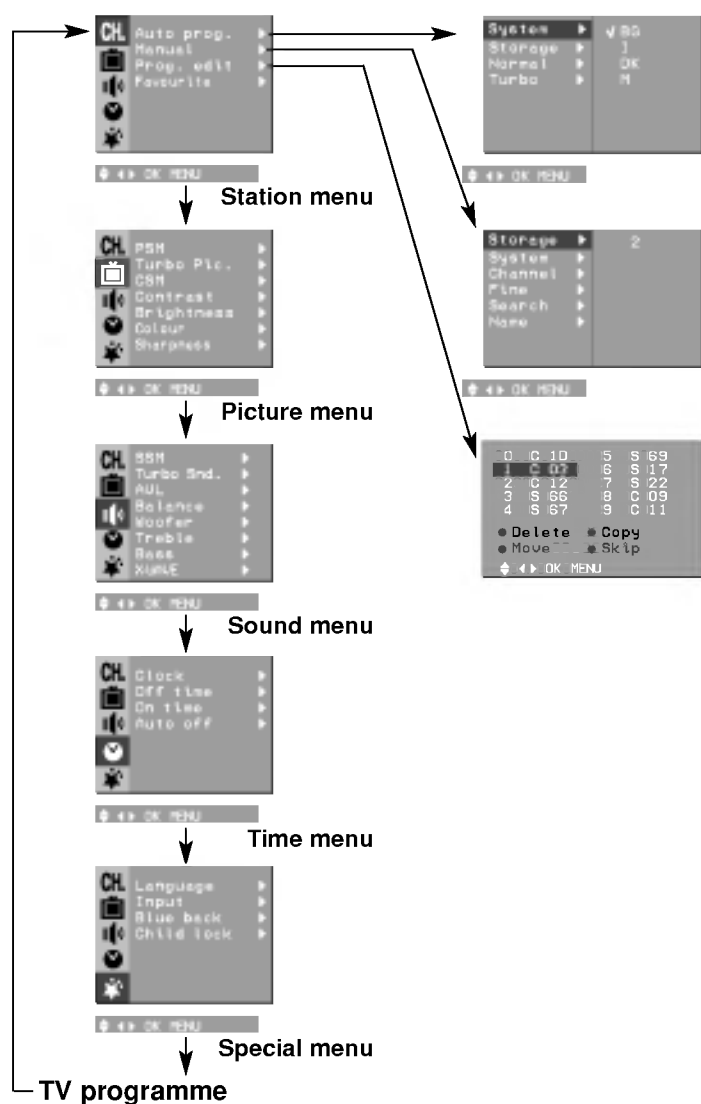 CH. Auto prog.
Manual
Prog. edit
Favourite
OK MENU
Station menu
CH. PSM
Turbo Pic.
CSM
Contrast
Brightness
Colour
Sharpness
OK MENU
Picture menu
CH. SSM
Turbo Snd.
AVL
Balance
Woofer
Treble
Bass
XWAVE
OK MENU
Sound menu
CH. Clock
Off time
On time
Auto off
OK MENU
Time menu
CH. Language
Input
Blue back
Child lock
OK MENU
Special menu
TV programme
System BG
Storage I
Normal DK
Turbo M
OK MENU
Storage 2
System
Channel
Fine
Search
Name
OK MENU
0 C 10 5 S 69
1 C 03 6 S 17
2 C 12 7 S 22
3 S 66 8 C 09
4 S 67 9 C 11
Delete Copy
Move Skip
OK MENU